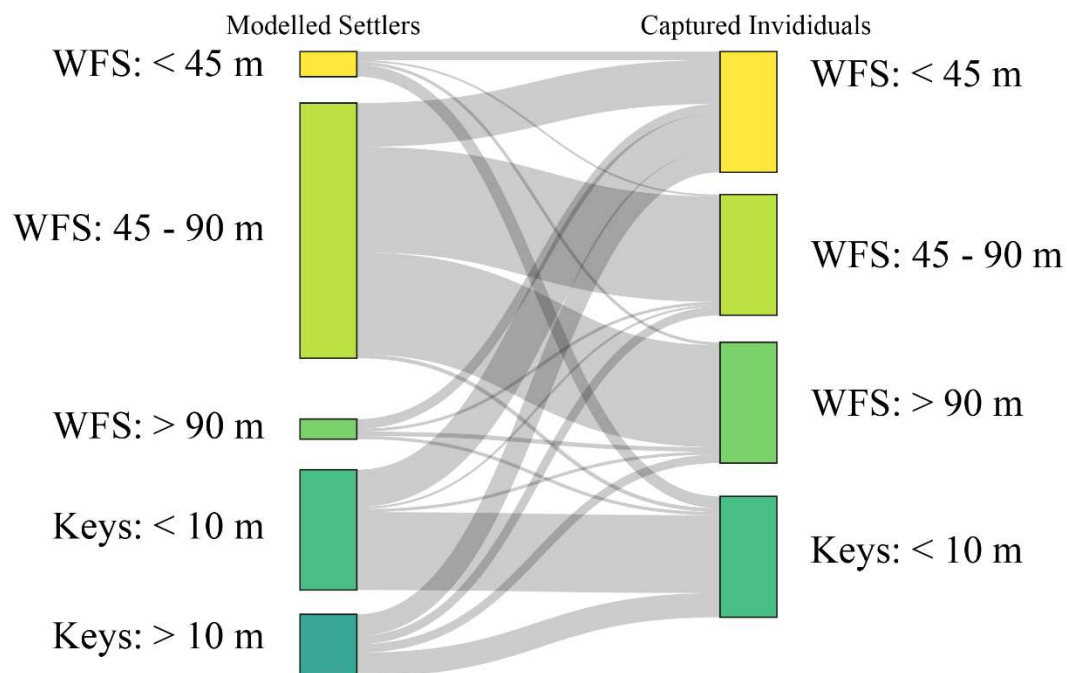 Modelled Settlers
WFS: < 45 m
WFS: 45 - 90 m
WFS: > 90 m
Keys: < 10 m
Keys: > 10 m
Captured Invididuals
WFS: < 45 m
WFS: 45 - 90 m
WFS: > 90 m
Keys: < 10 m